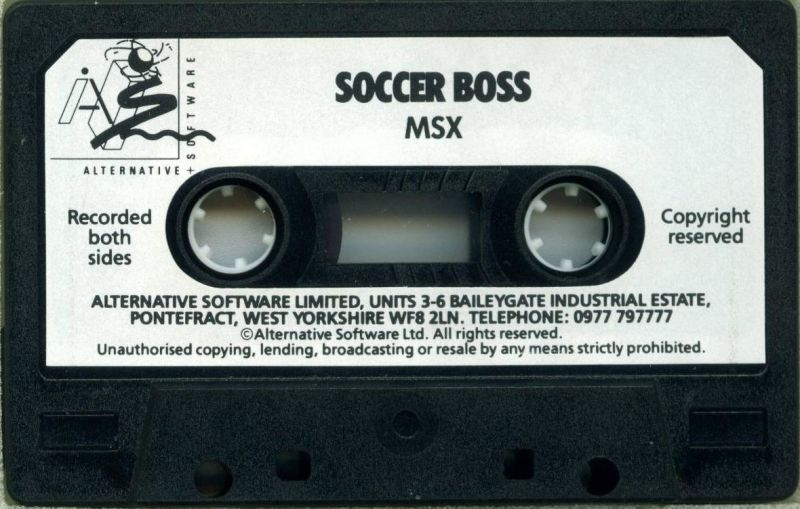 SOCCER BOSS
MSX
ALTERNATIVE + SOFTWARE
Recorded
both
sides
Copyright
reserved
ALTERNATIVE SOFTWARE LIMITED, UNITS 3-6 BAILEYGATE INDUSTRIAL ESTATE,
PONTEFRACT, WEST YORKSHIRE WF8 2LN. TELEPHONE: 0977 797777
©Alternative Software Ltd. All rights reserved.
Unauthorised copying, lending, broadcasting or resale by any means strictly prohibited.